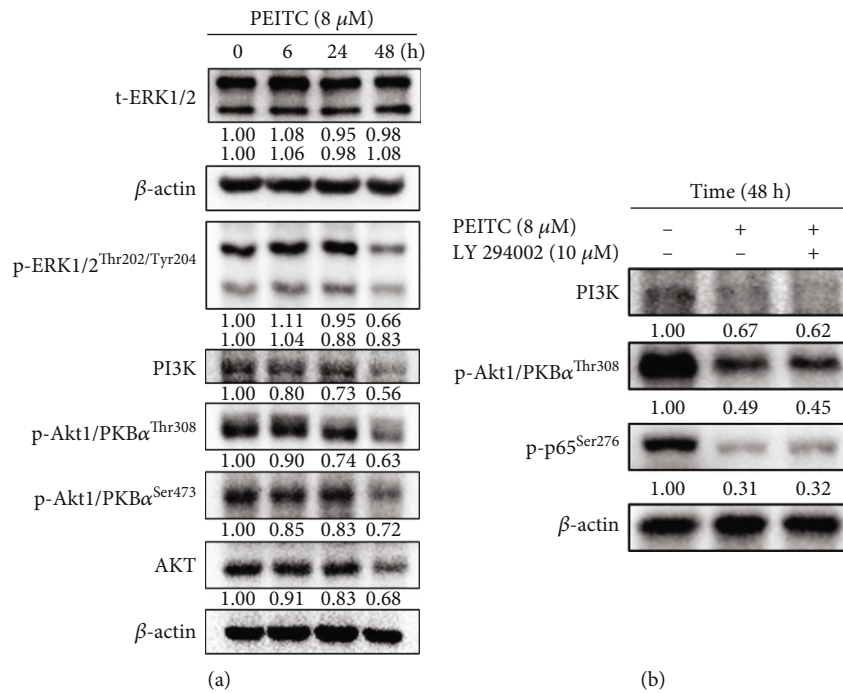 PEITC (8 μM)
0 6 24 48 (h)
t-ERK1/2
1.00 1.08 0.95 0.98
1.00 1.06 0.98 1.08
β-actin
p-ERK1/2Thr202/Tyr204
1.00 1.11 0.95 0.66
1.00 1.04 0.88 0.83
PI3K
1.00 0.80 0.73 0.56
p-Akt1/PKBαThr308
1.00 0.90 0.74 0.63
p-Akt1/PKBαSer473
1.00 0.85 0.83 0.72
AKT
1.00 0.91 0.83 0.68
β-actin
(a)
Time (48 h)
PEITC (8 μM) – + +
LY 294002 (10 μM) – – +
PI3K
1.00 0.67 0.62
p-Akt1/PKBαThr308
1.00 0.49 0.45
p-p65Ser276
1.00 0.31 0.32
β-actin
(b)